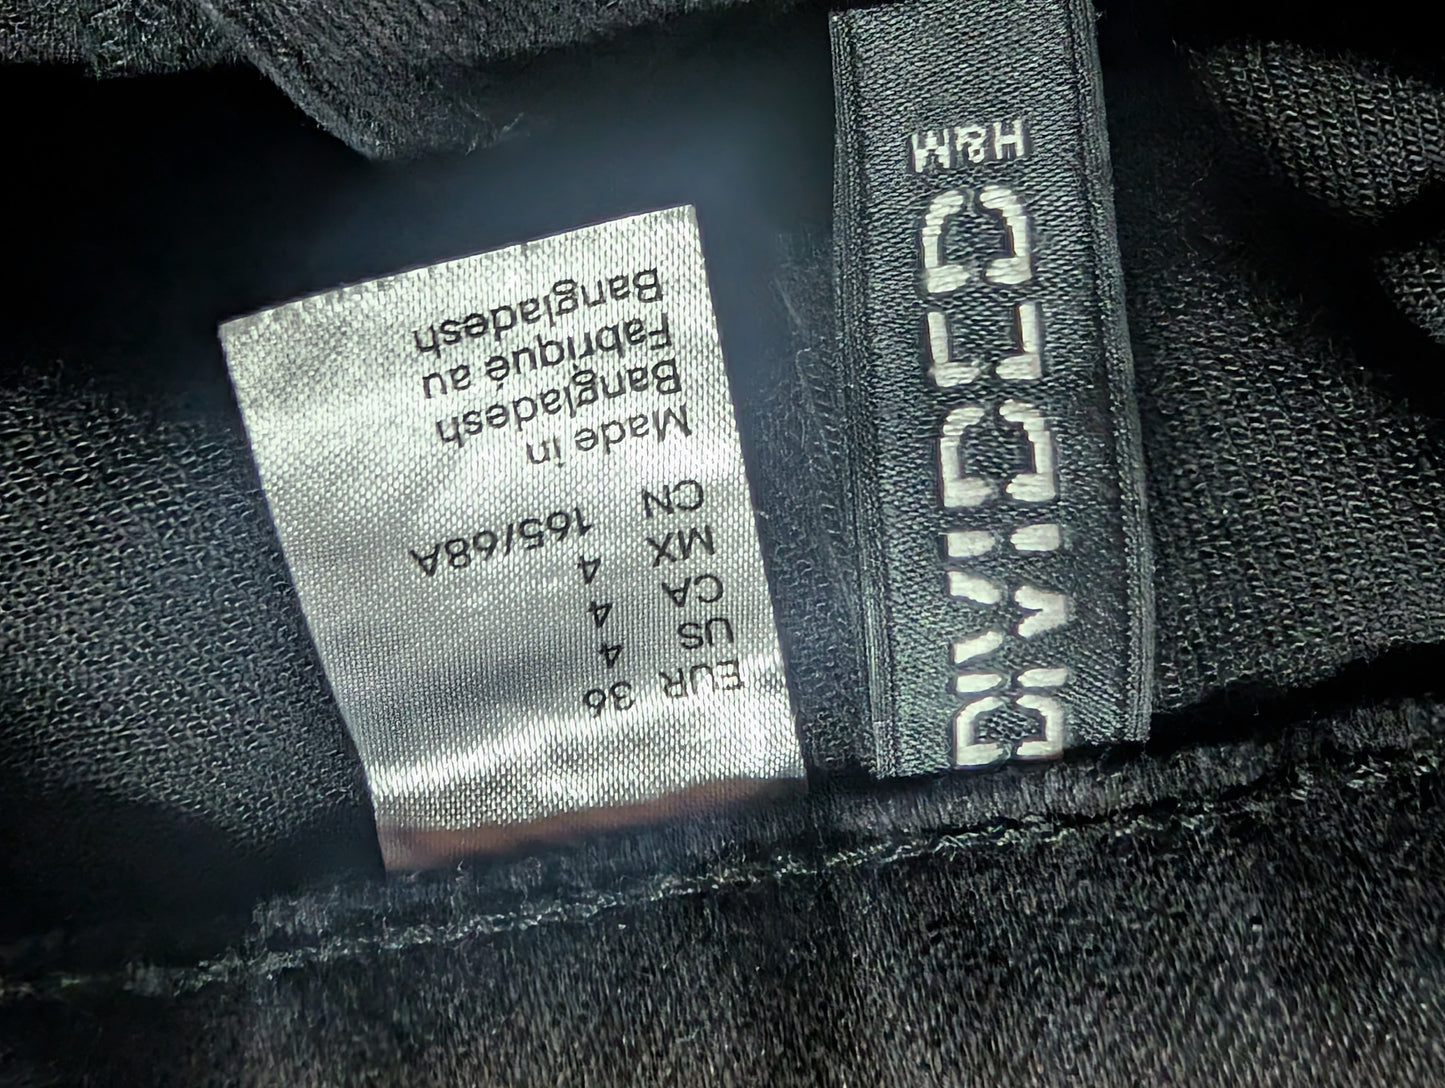 EUR 36
US 4
CA 4
MX 4
CN 165/68A
Made in
Bangladesh
Fabriqué au
Bangladesh
DIVIDED
H&M